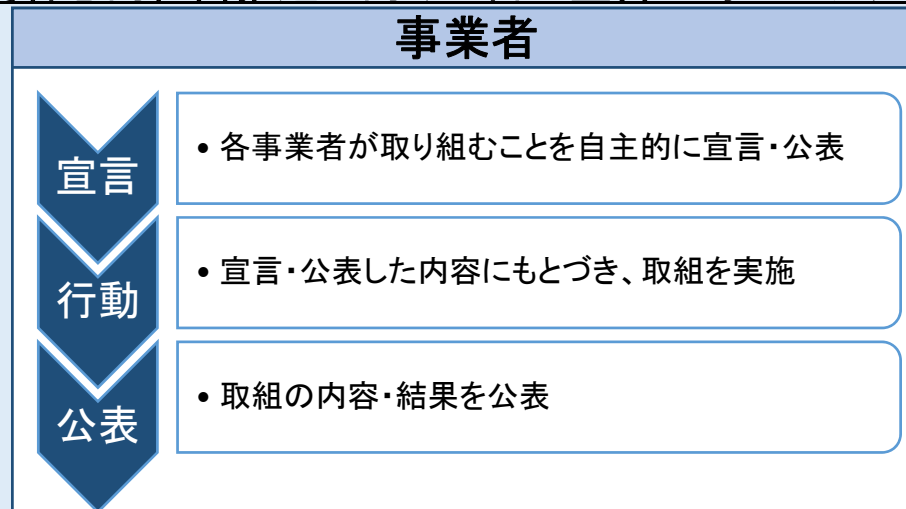 事業者
宣言
• 各事業者が取り組むことを自主的に宣言・公表
行動
• 宣言・公表した内容にもとづき、取組を実施
公表
• 取組の内容・結果を公表